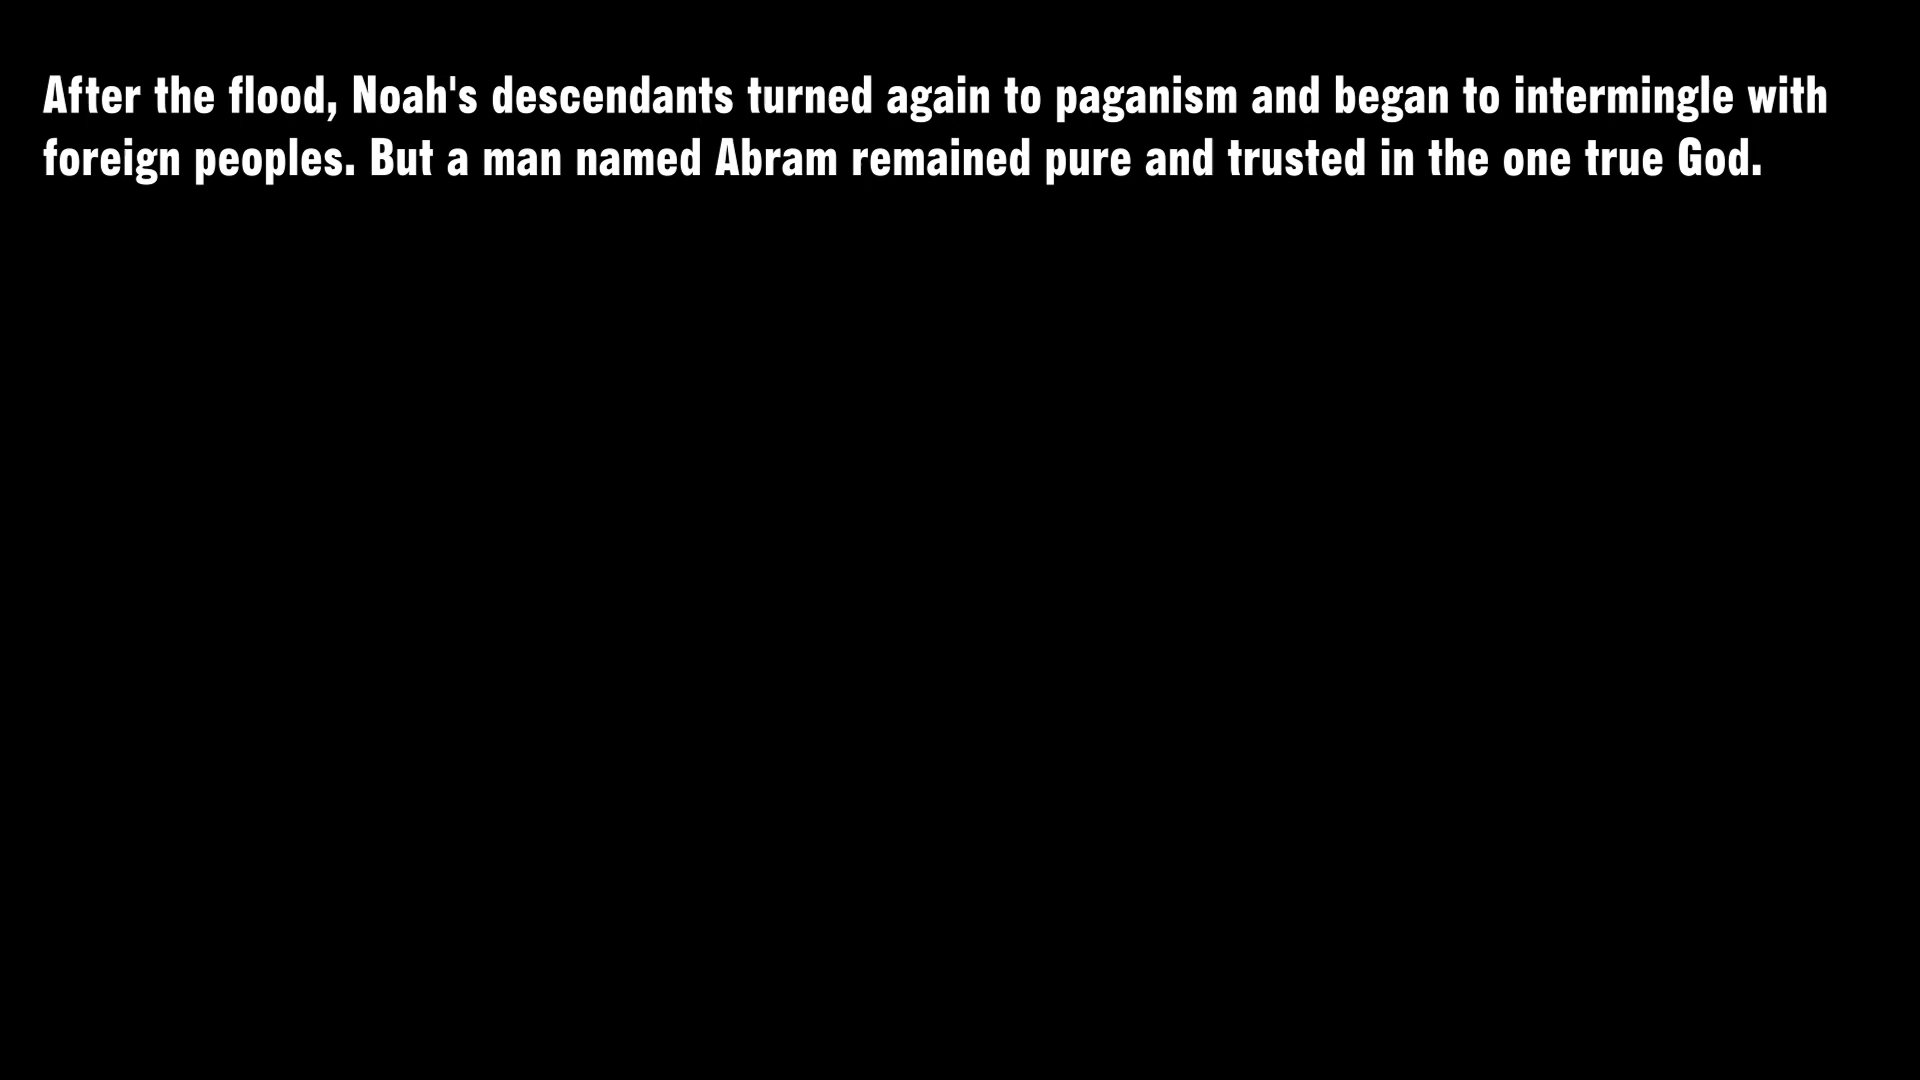 After the flood, Noah's descendants turned again to paganism and began to intermingle with
foreign peoples. But a man named Abram remained pure and trusted in the one true God.